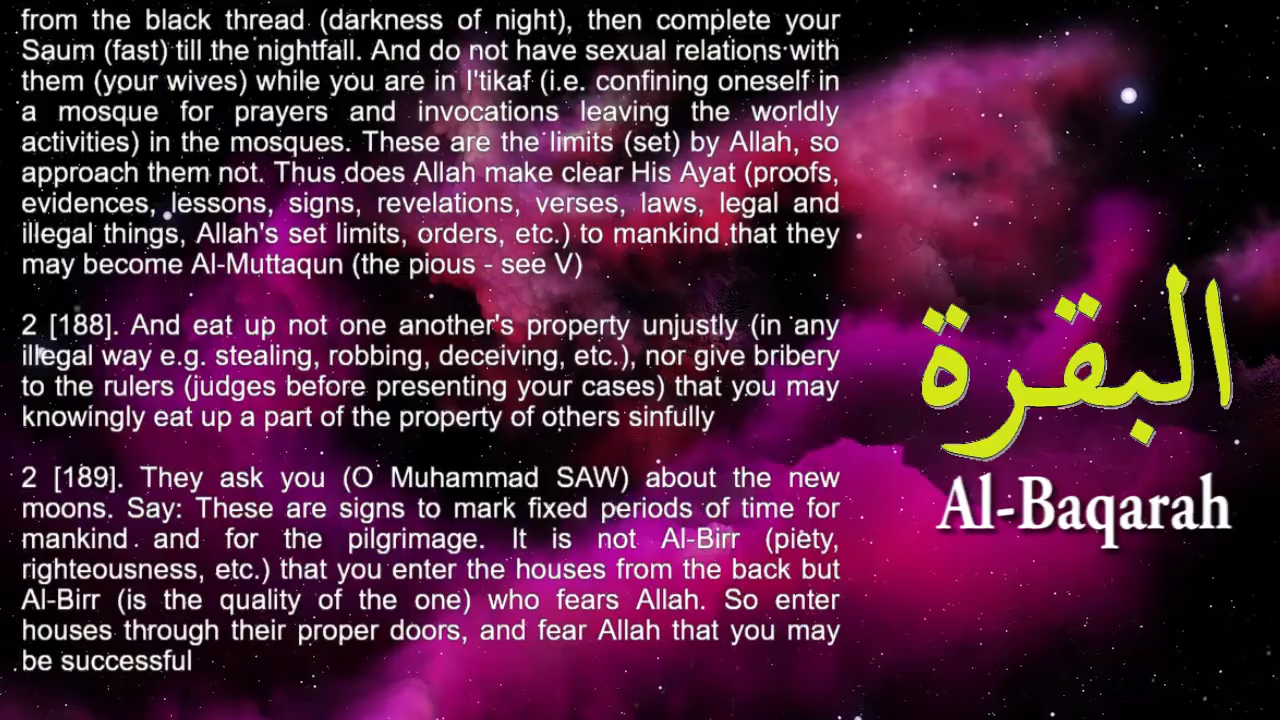 from the black thread (darkness of night), then complete your
Saum (fast) till the nightfall. And do not have sexual relations with
them (your wives) while you are in I'tikaf (i.e. confining oneself in
a mosque for prayers and invocations leaving the worldly
activities) in the mosques. These are the limits (set) by Allah, so
approach them not. Thus does Allah make clear His Ayat (proofs,
evidences, lessons, signs, revelations, verses, laws, legal and
illegal things, Allah's set limits, orders, etc.) to mankind that they
may become Al-Muttaqun (the pious - see V)
2 [188]. And eat up not one another's property unjustly (in any
illegal way e.g. stealing, robbing, deceiving, etc.), nor give bribery
to the rulers (judges before presenting your cases) that you may
knowingly eat up a part of the property of others sinfully
2 [189]. They ask you (O Muhammad SAW) about the new
moons. Say: These are signs to mark fixed periods of time for
mankind and for the pilgrimage. It is not Al-Birr (piety,
righteousness, etc.) that you enter the houses from the back but
Al-Birr (is the quality of the one) who fears Allah. So enter
houses through their proper doors, and fear Allah that you may
be successful
البقرة
Al-Baqarah